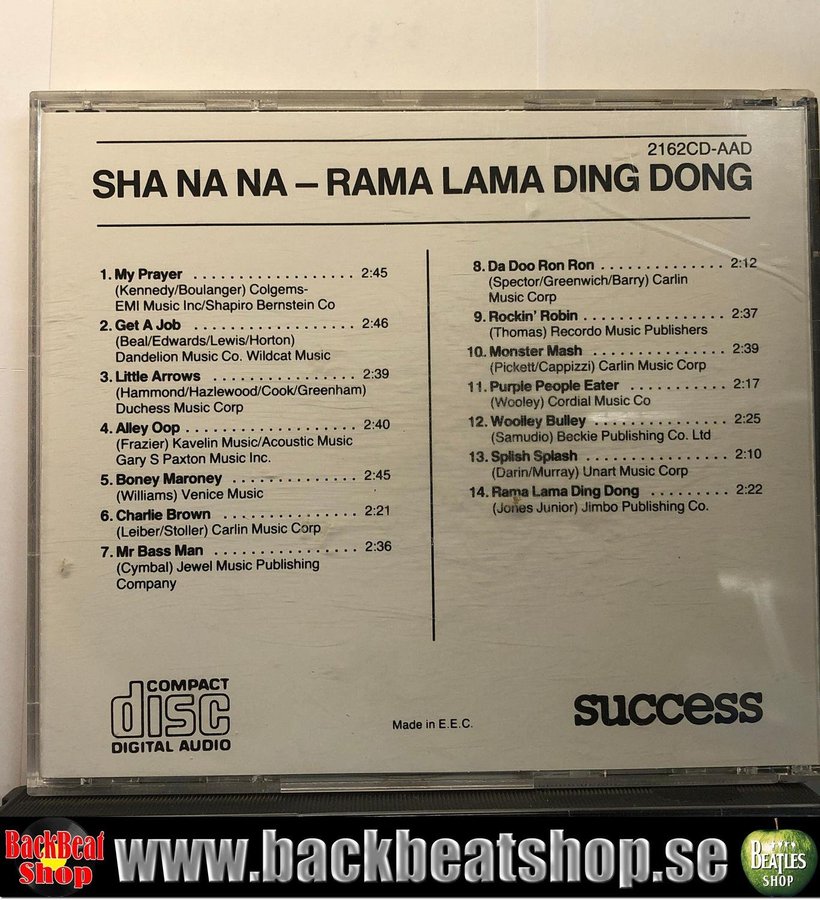 2162CD-AAD
SHA NA NA – RAMA LAMA DING DONG
1. My Prayer .................. 2:45
(Kennedy/Boulanger) Colgems-
EMI Music Inc/Shapiro Bernstein Co
2. Get A Job .................. 2:46
(Beal/Edwards/Lewis/Horton)
Dandelion Music Co. Wildcat Music
3. Little Arrows ................ 2:39
(Hammond/Hazlewood/Cook/Greenham)
Duchess Music Corp
4. Alley Oop .................. 2:40
(Frazier) Kavelin Music/Acoustic Music
Gary S Paxton Music Inc.
5. Boney Maroney .............. 2:45
(Williams) Venice Music
6. Charlie Brown ............... 2:21
(Leiber/Stoller) Carlin Music Corp
7. Mr Bass Man ................ 2:36
(Cymbal) Jewel Music Publishing
Company
8. Da Doo Ron Ron .............. 2:12
(Spector/Greenwich/Barry) Carlin
Music Corp
9. Rockin' Robin ................ 2:37
(Thomas) Recordo Music Publishers
10. Monster Mash ............... 2:39
(Pickett/Cappizzi) Carlin Music Corp
11. Purple People Eater ............ 2:17
(Wooley) Cordial Music Co
12. Woolley Bulley ............... 2:25
(Samudio) Beckie Publishing Co. Ltd
13. Splish Splash ................ 2:10
(Darin/Murray) Unart Music Corp
14. Rama Lama Ding Dong ......... 2:22
(Jones Junior) Jimbo Publishing Co.
COMPACT
disc
DIGITAL AUDIO
Made in E.E.C.
success
BackBeat
Shop
www.backbeatshop.se
BEATLES
SHOP